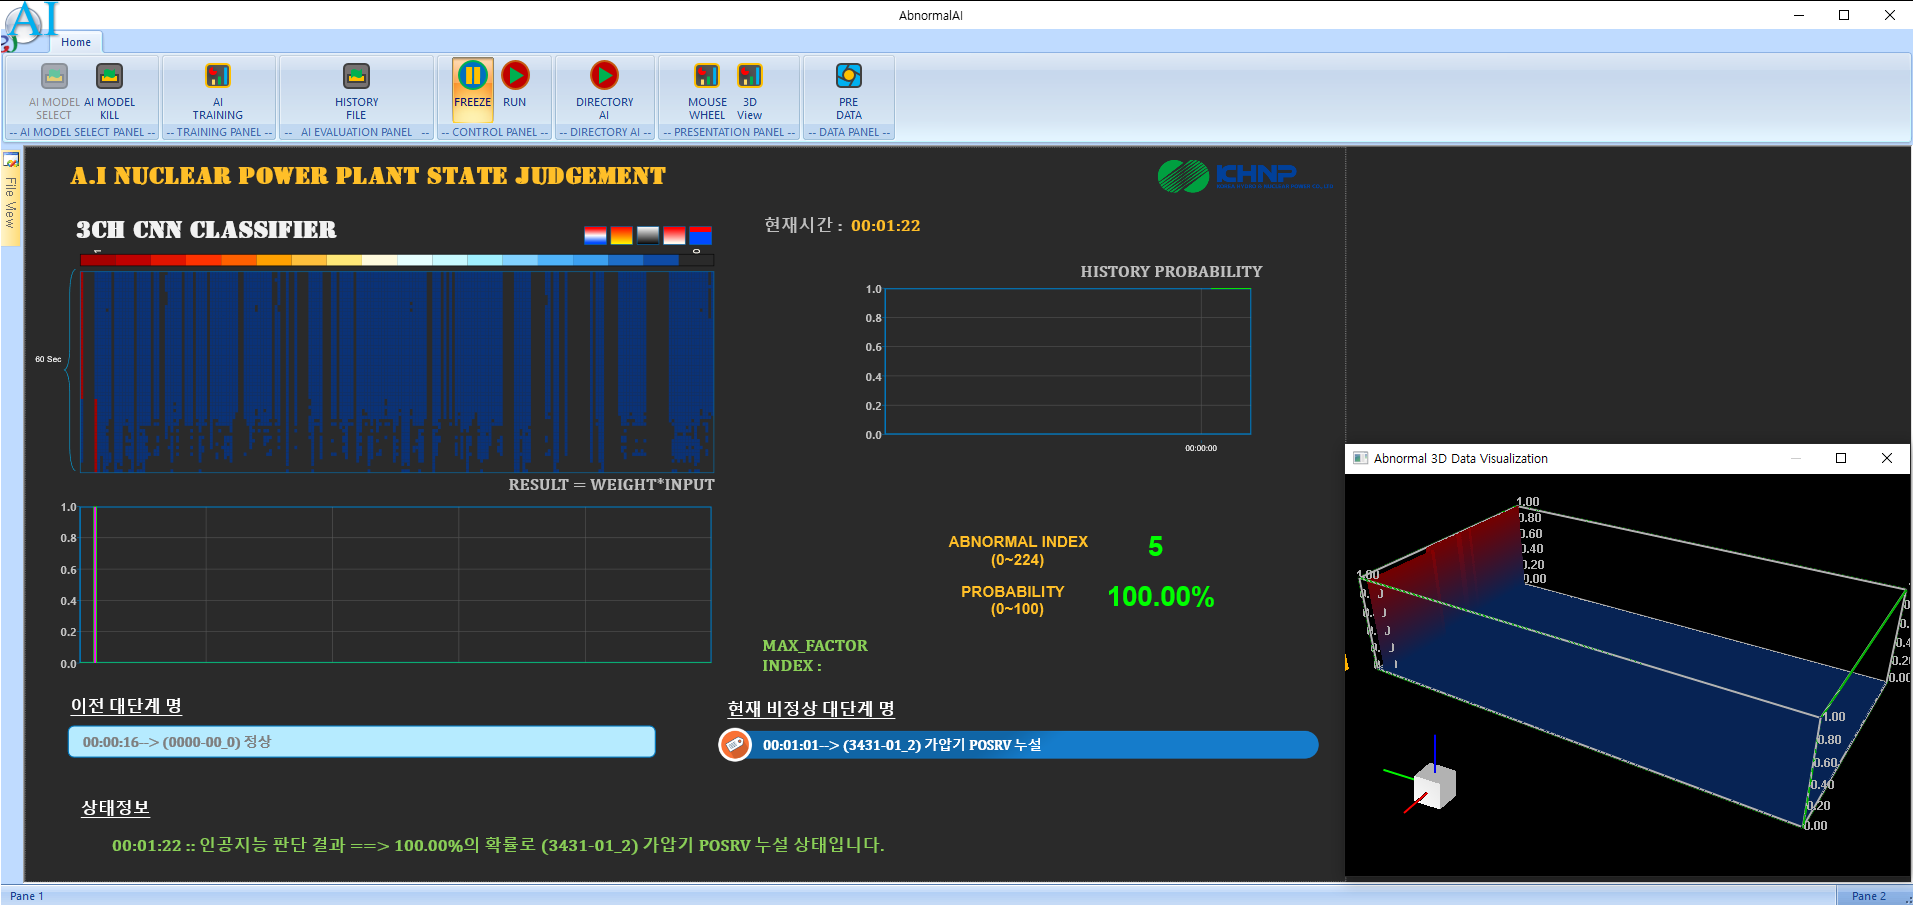 AI
AbnormalAI
Home
AI MODEL SELECT
AI MODEL KILL
-- AI MODEL SELECT PANEL --
AI TRAINING
-- TRAINING PANEL --
HISTORY FILE
-- AI EVALUATION PANEL --
FREEZE
RUN
-- CONTROL PANEL --
DIRECTORY AI
-- DIRECTORY AI --
MOUSE WHEEL
3D View
-- PRESENTATION PANEL --
PRE DATA
-- DATA PANEL --
File View
A.I NUCLEAR POWER PLANT STATE JUDGEMENT
KHNP
3CH CNN CLASSIFIER
현재시간 : 00:01:22
1
0
60 Sec
HISTORY PROBABILITY
1.0
0.8
0.6
0.4
0.2
0.0
00:00:00
RESULT = WEIGHT*INPUT
1.0
0.8
0.6
0.4
0.2
0.0
ABNORMAL INDEX
(0~224)
5
PROBABILITY
(0~100)
100.00%
MAX_FACTOR
INDEX :
이전 대단계 명
00:00:16--> (0000-00_0) 정상
현재 비정상 대단계 명
00:01:01--> (3431-01_2) 가압기 POSRV 누설
상태정보
00:01:22 :: 인공지능 판단 결과 ==> 100.00%의 확률로 (3431-01_2) 가압기 POSRV 누설 상태입니다.
Abnormal 3D Data Visualization
1.00
0.80
0.60
0.40
0.20
0.00
1.00
1.00
0.80
0.60
0.40
0.20
0.00
0.00
Pane 1
Pane 2